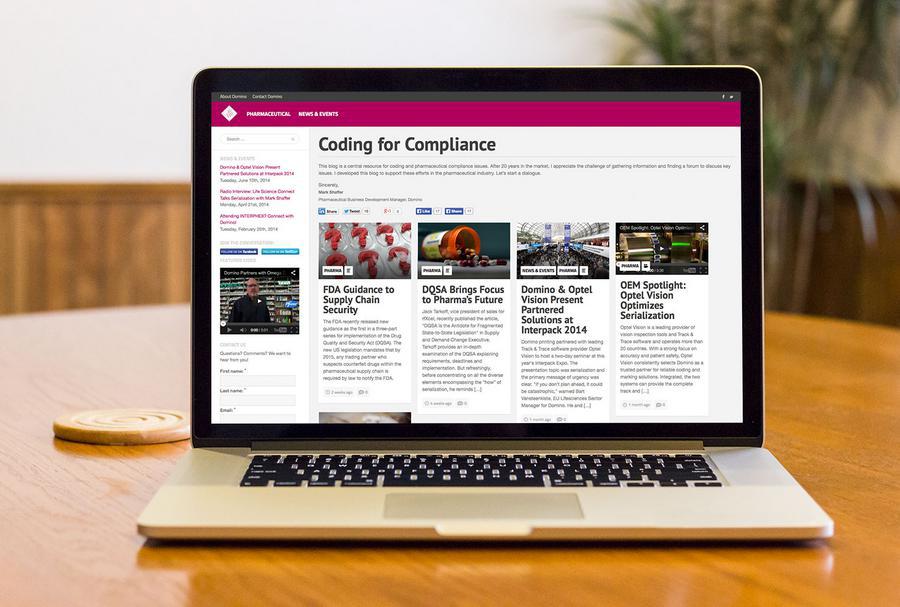 About Domino Contact Domino
PHARMACEUTICAL NEWS & EVENTS
Search ...
NEWS & EVENTS
Domino & Optel Vision Present
Partnered Solutions at Interpack 2014
Tuesday, June 10th, 2014
Radio Interview: Life Science Connect
Talks Serialization with Mark Shaffer
Monday, April 21st, 2014
Attending INTERPHEX? Connect with
Domino!
Tuesday, February 25th, 2014
JOIN THE CONVERSATION
FEATURED VIDEO
Domino Partners with Omega
CONTACT US
Questions? Comments? We want to
hear from you!
First name: *
Last name: *
Email: *
Coding for Compliance
This blog is a central resource for coding and pharmaceutical compliance issues. After 20 years in the market, I appreciate the challenge of gathering information and finding a forum to discuss key
issues. I developed this blog to support these efforts in the pharmaceutical industry. Let's start a dialogue.
Sincerely,
Mark Shaffer
Pharmaceutical Business Development Manager, Domino
Share Tweet Like Share
PHARMA
FDA Guidance to
Supply Chain
Security
The FDA recently released new
guidance as the first in a three-part
series for implementation of the Drug
Quality and Security Act (DQSA). The
new US legislation mandates that by
2015, any trading partner who
suspects counterfeit drugs within the
pharmaceutical supply chain is
required by law to notify the FDA.
2 weeks ago 0
PHARMA
DQSA Brings Focus
to Pharma's Future
Jack Tarkoff, vice president of sales for
rfXcel, recently published the article,
"DQSA is the Antidote for Fragmented
State-to-State Legislation" in Supply
and Demand-Change Executive.
Tarkoff provides an in-depth
examination of the DQSA explaining
requirements, deadlines and
implementation. But refreshingly,
before concentrating on all the diverse
elements encompassing the "how" of
serialization, he reminds [...]
4 weeks ago 0
NEWS & EVENTS PHARMA
Domino & Optel
Vision Present
Partnered
Solutions at
Interpack 2014
Domino printing partnered with leading
Track & Trace software provider Optel
Vision to host a two-day seminar at this
year's Interpack Expo. The
presentation topic was serialization and
the primary message of urgency was
clear. "If you don't plan ahead, it could
be catastrophic," warned Bart
Vansteenkiste, EU Lifesciences Sector
Manager for Domino. He and [...]
1 month ago 0
OEM Spotlight: Optel Vision Optimizes
PHARMA
OEM Spotlight:
Optel Vision
Optimizes
Serialization
Optel Vision is a leading provider of
vision inspection tools and Track &
Trace software and operates more than
20 countries. With a strong focus on
accuracy and patient safety, Optel
Vision selectively selects Domino as a
trusted partner for reliable coding and
marking solutions. Integrated, the two
systems can provide the complete
track and [...]
1 month ago 0